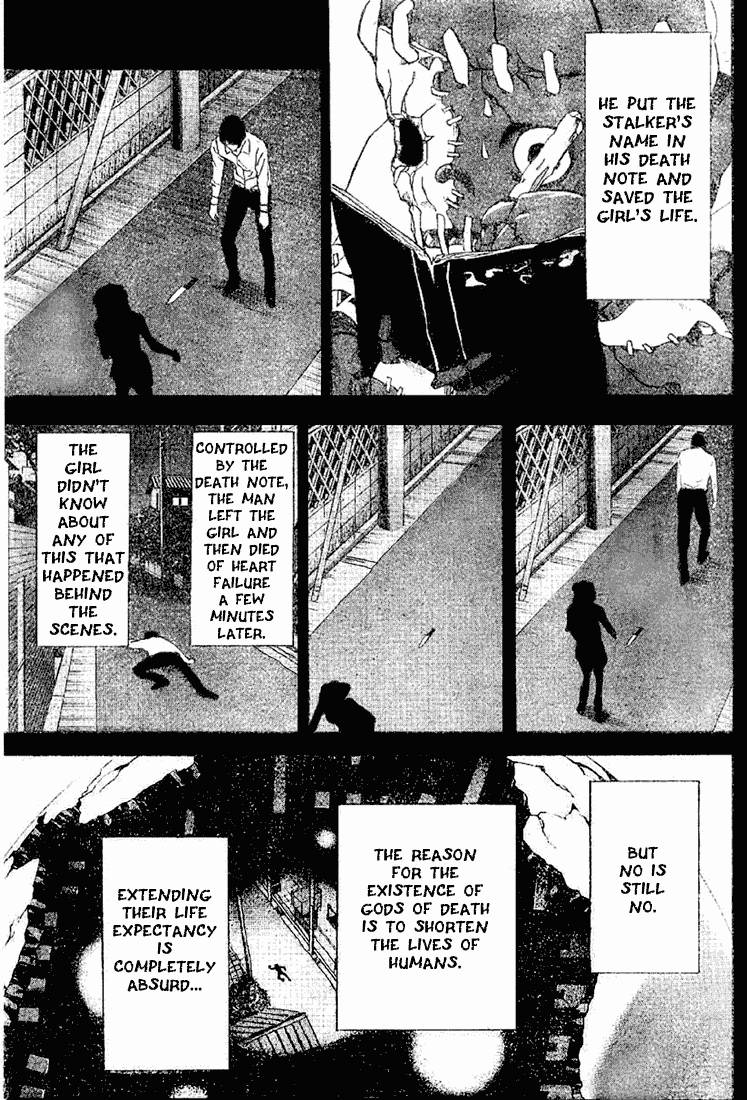 HE PUT THE
STALKER'S
NAME IN
HIS DEATH
NOTE AND
SAVED THE
GIRL'S LIFE.
CONTROLLED
BY THE
DEATH NOTE,
THE MAN
LEFT THE
GIRL AND
THEN DIED
OF HEART
FAILURE
A FEW
MINUTES
LATER.
THE
GIRL
DIDN'T
KNOW
ABOUT
ANY OF
THIS THAT
HAPPENED
BEHIND
THE
SCENES.
BUT
NO IS
STILL
NO.
THE REASON
FOR THE
EXISTENCE OF
GODS OF DEATH
IS TO SHORTEN
THE LIVES OF
HUMANS.
EXTENDING
THEIR LIFE
EXPECTANCY
IS
COMPLETELY
ABSURD...